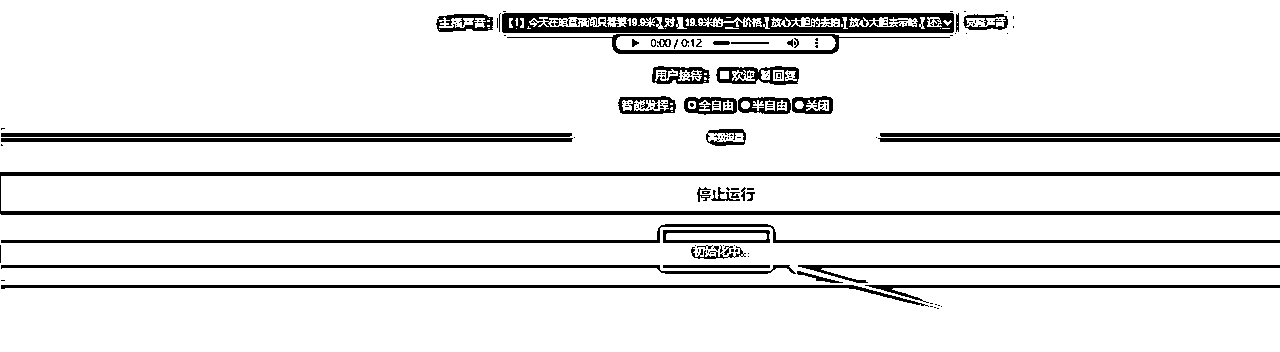 主播声音: 【1】今天在咱直播间只需要19.9米,对,19.9米的一个价格,放心大胆的去拍,放心大胆去带哈,还 克隆声音
0:00 / 0:12
用户接待: 欢迎 回复
智能发挥: 全自由 半自由 关闭
高级设置
停止运行
初始化中...